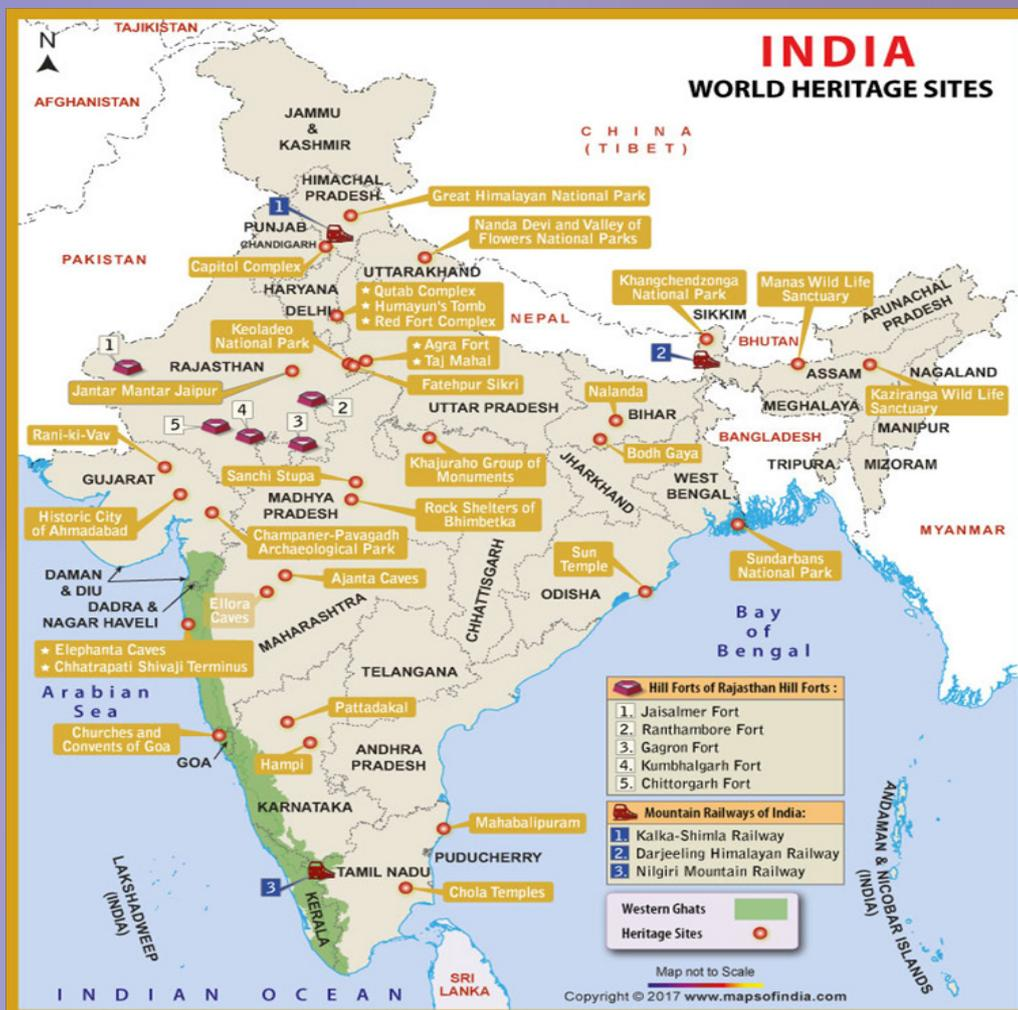 INDIA
WORLD HERITAGE SITES
N
TAJIKISTAN
AFGHANISTAN
C H I N A
(TIBET)
JAMMU
&
KASHMIR
HIMACHAL
PRADESH
Great Himalayan National Park
1
PUNJAB
CHANDIGARH
Nanda Devi and Valley of
Flowers National Parks
PAKISTAN
Capitol Complex
UTTARAKHAND
HARYANA
DELHI
★ Qutab Complex
★ Humayun's Tomb
★ Red Fort Complex
NEPAL
Khangchendzonga
National Park
SIKKIM
Manas Wild Life
Sanctuary
ARUNACHAL
PRADESH
Keoladeo
National Park
★ Agra Fort
★ Taj Mahal
2
BHUTAN
1
RAJASTHAN
Jantar Mantar Jaipur
Fatehpur Sikri
ASSAM
NAGALAND
Kaziranga Wild Life
Sanctuary
Nalanda
BIHAR
MEGHALAYA
MANIPUR
UTTAR PRADESH
2
5
4
3
Rani-ki-Vav
Khajuraho Group of
Monuments
Bodh Gaya
BANGLADESH
GUJARAT
Sanchi Stupa
JHARKHAND
WEST
BENGAL
TRIPURA
MIZORAM
MADHYA
PRADESH
Rock Shelters of
Bhimbetka
Historic City
of Ahmadabad
Champaner-Pavagadh
Archaeological Park
MYANMAR
Sun
Temple
Sundarbans
National Park
DAMAN
& DIU
DADRA &
NAGAR HAVELI
Ajanta Caves
Ellora
Caves
MAHARASHTRA
CHHATTISGARH
ODISHA
Bay
of
Bengal
★ Elephanta Caves
★ Chhatrapati Shivaji Terminus
TELANGANA
Arabian
Sea
Pattadakal
Churches and
Convents of Goa
GOA
Hampi
ANDHRA
PRADESH
KARNATAKA
Mahabalipuram
PUDUCHERRY
TAMIL NADU
3
Chola Temples
KERALA
LAKSHADWEEP
(INDIA)
SRI
LANKA
INDIAN OCEAN
ANDAMAN & NICOBAR ISLANDS
(INDIA)
Hill Forts of Rajasthan Hill Forts :
1. Jaisalmer Fort
2. Ranthambore Fort
3. Gagron Fort
4. Kumbhalgarh Fort
5. Chittorgarh Fort
Mountain Railways of India:
1. Kalka-Shimla Railway
2. Darjeeling Himalayan Railway
3. Nilgiri Mountain Railway
Western Ghats
Heritage Sites
Map not to Scale
Copyright © 2017 www.mapsofindia.com